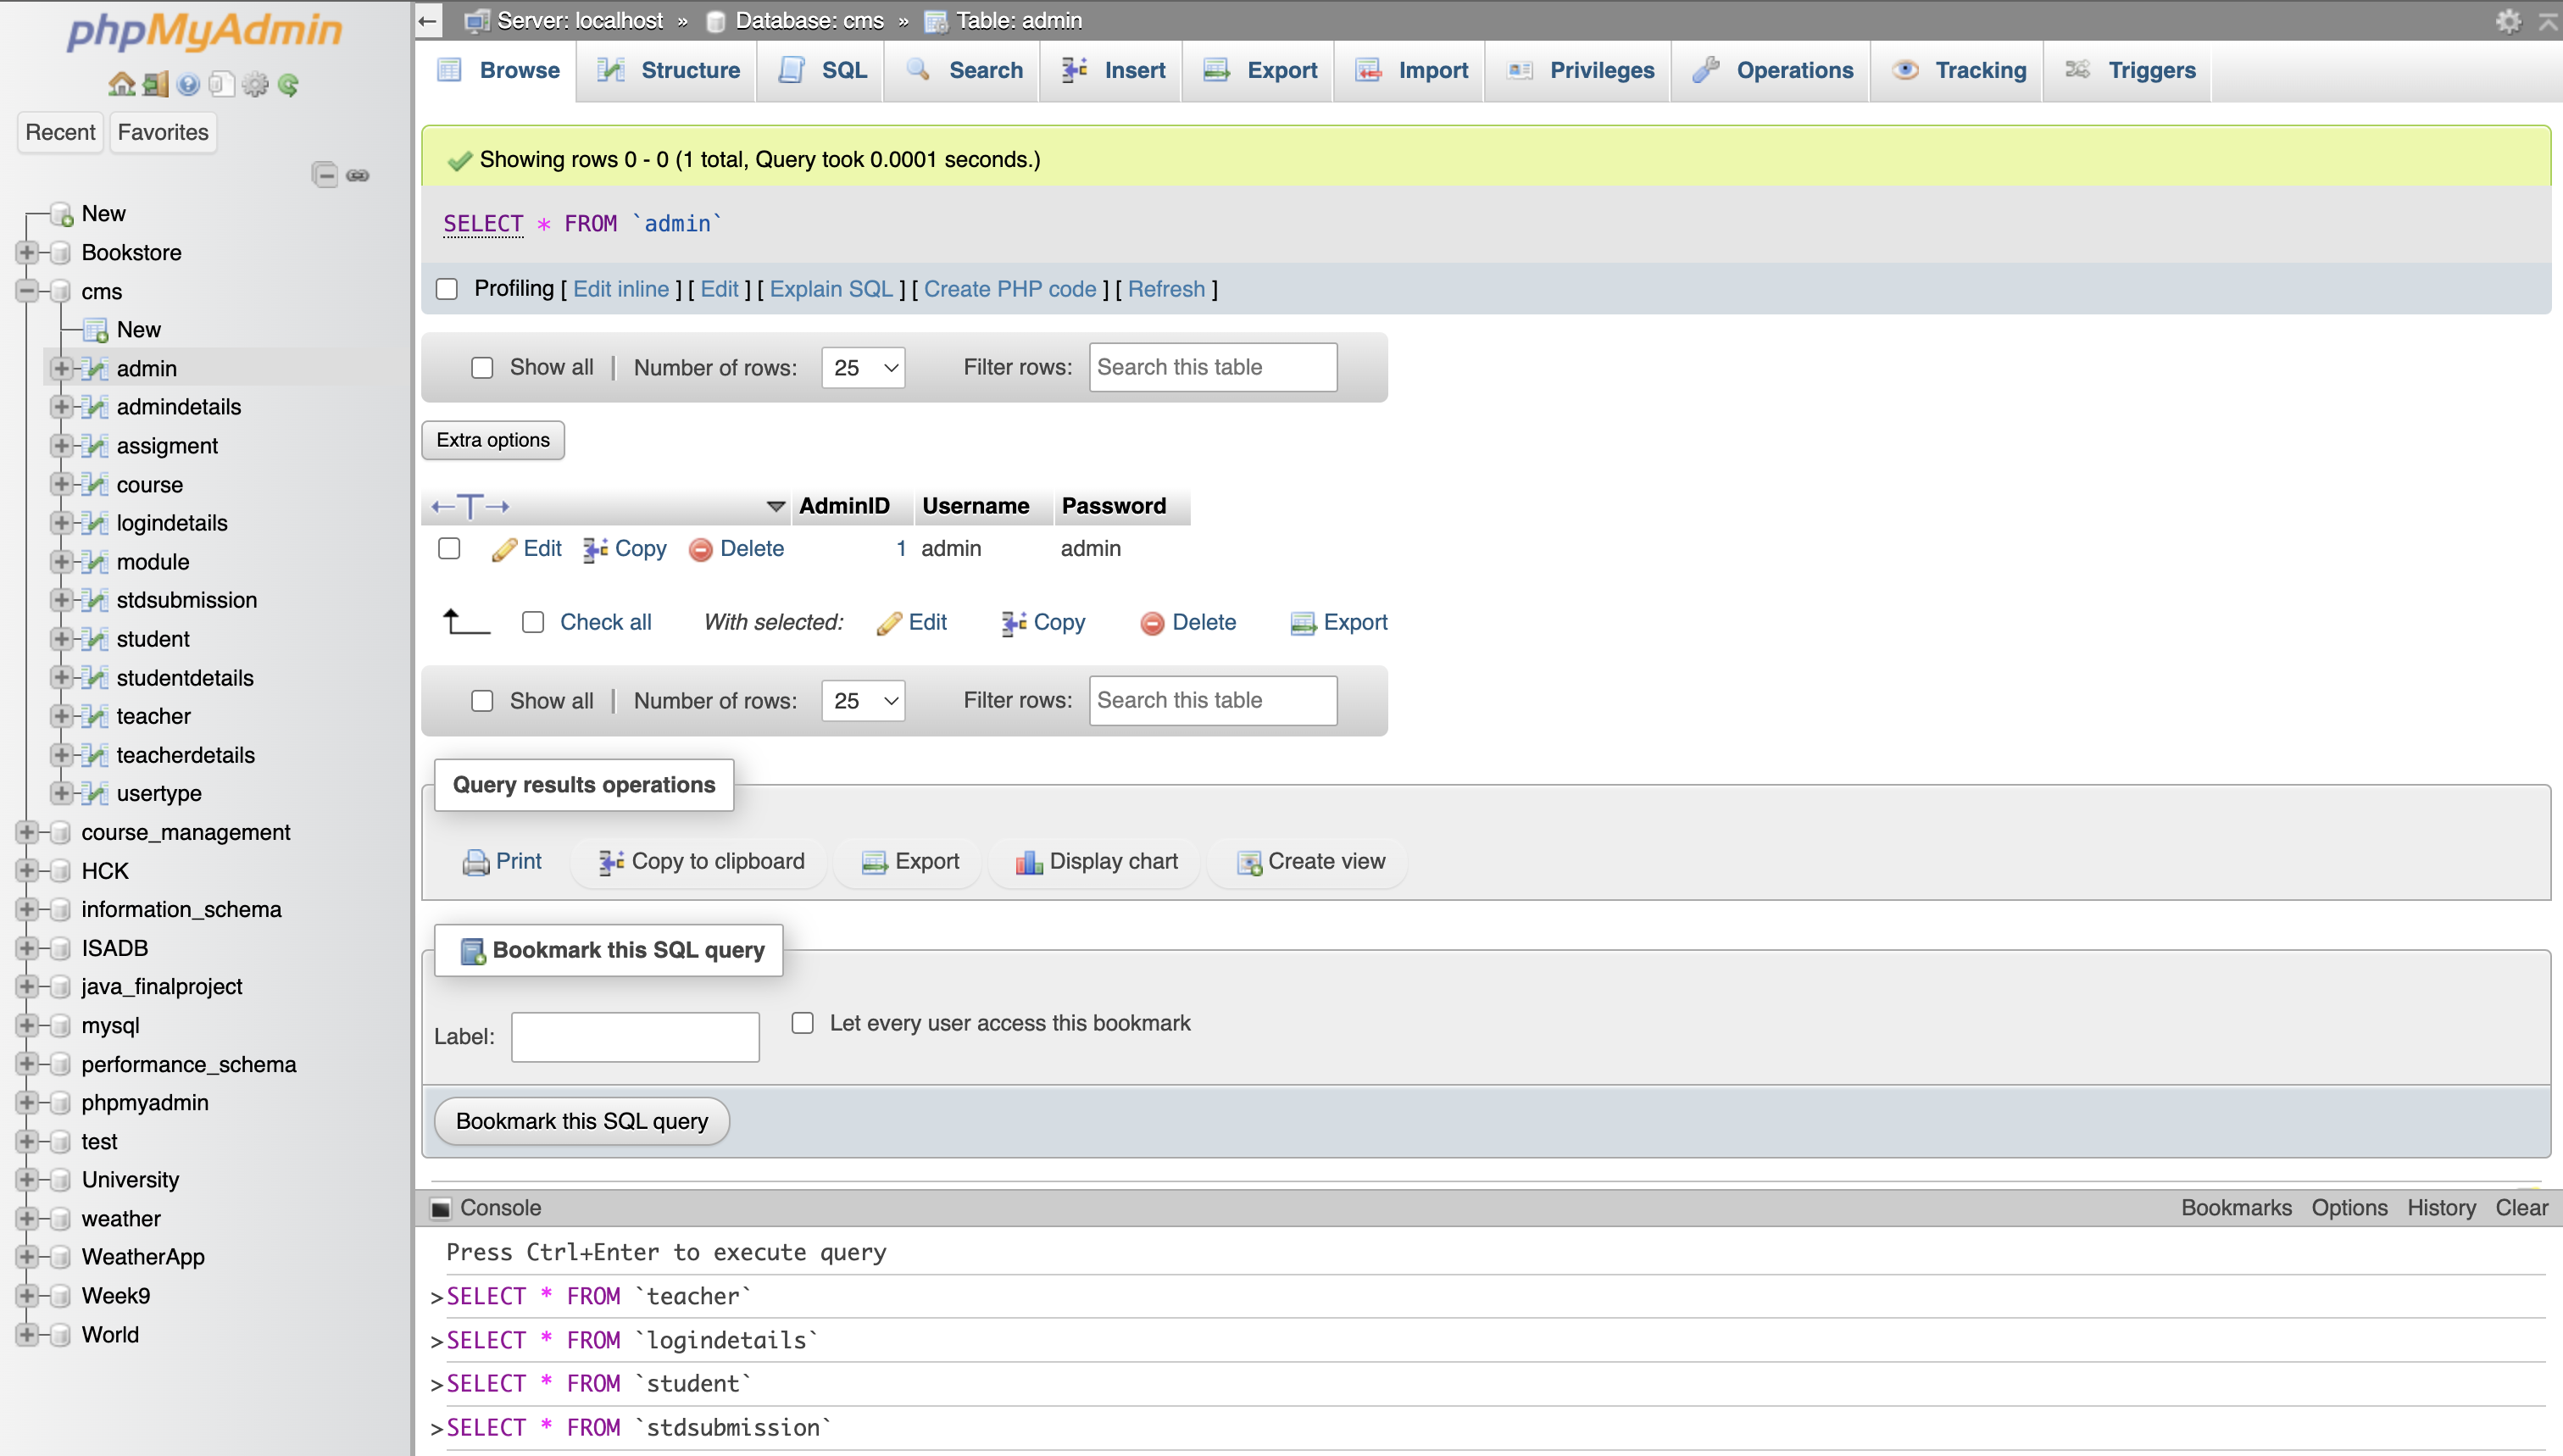 phpMyAdmin
Recent Favorites
New
Bookstore
cms
New
admin
admindetails
assigment
course
logindetails
module
stdsubmission
student
studentdetails
teacher
teacherdetails
usertype
course_management
HCK
information_schema
ISADB
java_finalproject
mysql
performance_schema
phpmyadmin
test
University
weather
WeatherApp
Week9
World
Server: localhost » Database: cms » Table: admin
Browse Structure SQL Search Insert Export Import Privileges Operations Tracking Triggers
Showing rows 0 - 0 (1 total, Query took 0.0001 seconds.)
SELECT * FROM `admin`
Profiling [ Edit inline ] [ Edit ] [ Explain SQL ] [ Create PHP code ] [ Refresh ]
Show all | Number of rows: 25 Filter rows: Search this table
Extra options
←T→ AdminID Username Password
Edit Copy Delete 1 admin admin
Check all With selected: Edit Copy Delete Export
Show all | Number of rows: 25 Filter rows: Search this table
Query results operations
Print Copy to clipboard Export Display chart Create view
Bookmark this SQL query
Label: Let every user access this bookmark
Bookmark this SQL query
Console Bookmarks Options History Clear
Press Ctrl+Enter to execute query
>SELECT * FROM `teacher`
>SELECT * FROM `logindetails`
>SELECT * FROM `student`
>SELECT * FROM `stdsubmission`